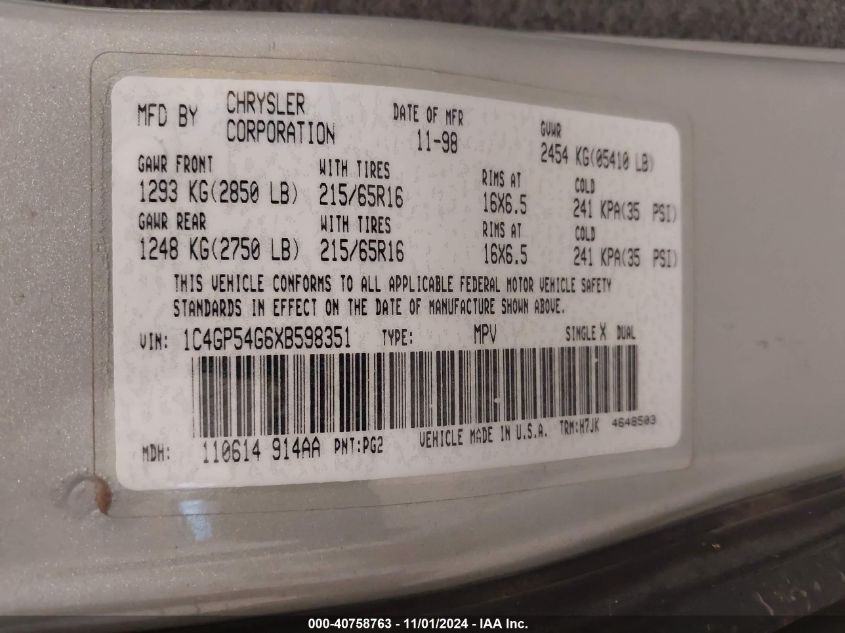 MFD BY CHRYSLER CORPORATION DATE OF MFR 11-98 GVWR 2454 KG(05410 LB)
GAWR FRONT WITH TIRES RIMS AT COLD
1293 KG(2850 LB) 215/65R16 16X6.5 241 KPA(35 PSI)
GAWR REAR WITH TIRES RIMS AT COLD
1248 KG(2750 LB) 215/65R16 16X6.5 241 KPA(35 PSI)
THIS VEHICLE CONFORMS TO ALL APPLICABLE FEDERAL MOTOR VEHICLE SAFETY
STANDARDS IN EFFECT ON THE DATE OF MANUFACTURE SHOWN ABOVE.
VIN: 1C4GP54G6XB598351 TYPE: MPV SINGLE X DUAL
MDH: 110614 914AA PNT:PG2 VEHICLE MADE IN U.S.A. TRM:H7JK 4648503
000-40758763 - 11/01/2024 - IAA Inc.